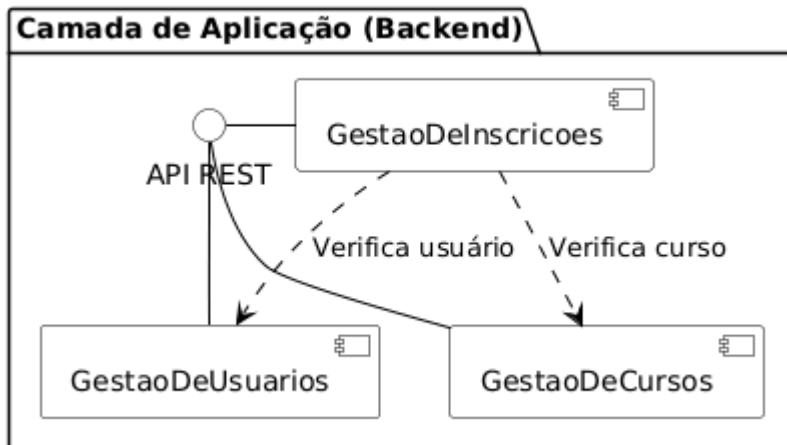 Camada de Aplicação (Backend)
GestaoDeInscricoes
API REST
Verifica usuário
Verifica curso
GestaoDeUsuarios
GestaoDeCursos